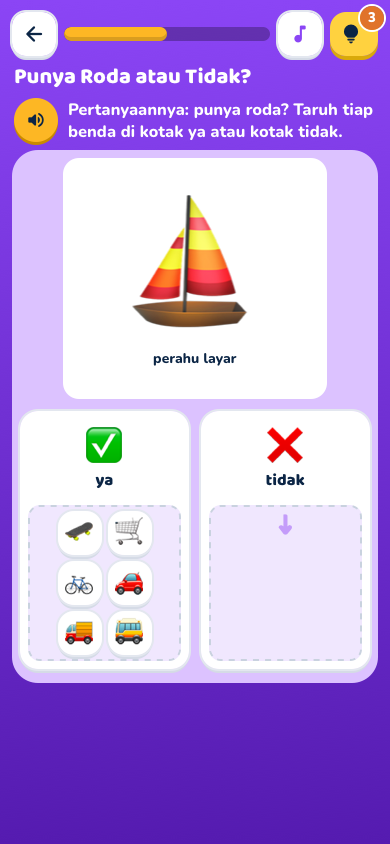 3
Punya Roda atau Tidak?
Pertanyaannya: punya roda? Taruh tiap
benda di kotak ya atau kotak tidak.
perahu layar
ya
tidak